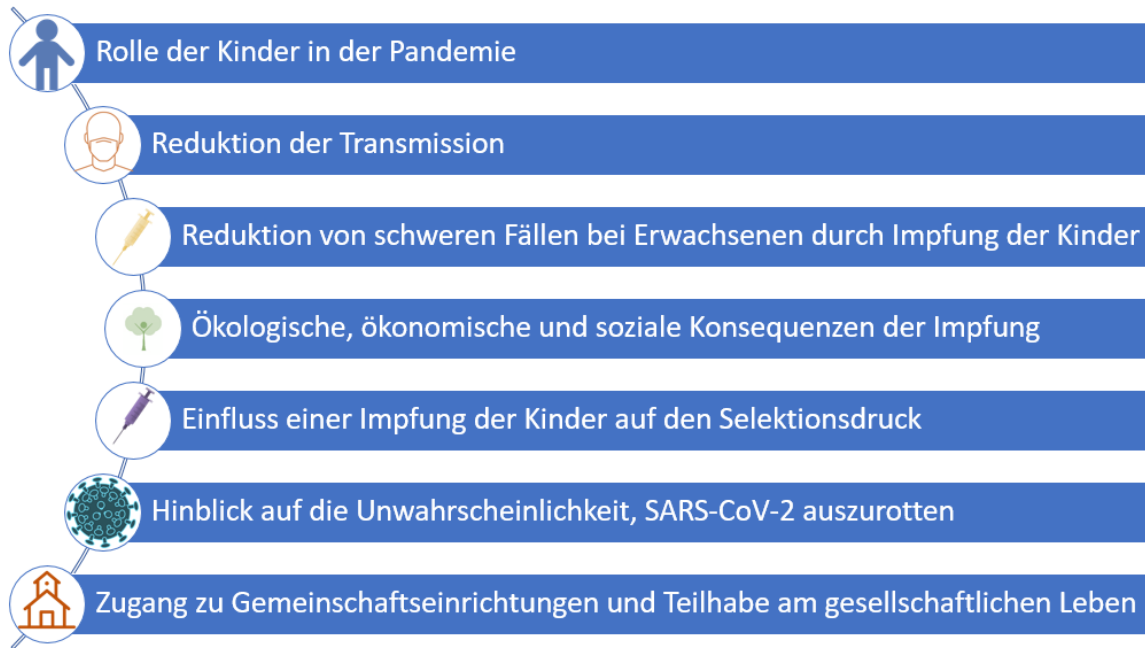 Rolle der Kinder in der Pandemie
Reduktion der Transmission
Reduktion von schweren Fällen bei Erwachsenen durch Impfung der Kinder
Ökologische, ökonomische und soziale Konsequenzen der Impfung
Einfluss einer Impfung der Kinder auf den Selektionsdruck
Hinblick auf die Unwahrscheinlichkeit, SARS-CoV-2 auszurotten
Zugang zu Gemeinschaftseinrichtungen und Teilhabe am gesellschaftlichen Leben